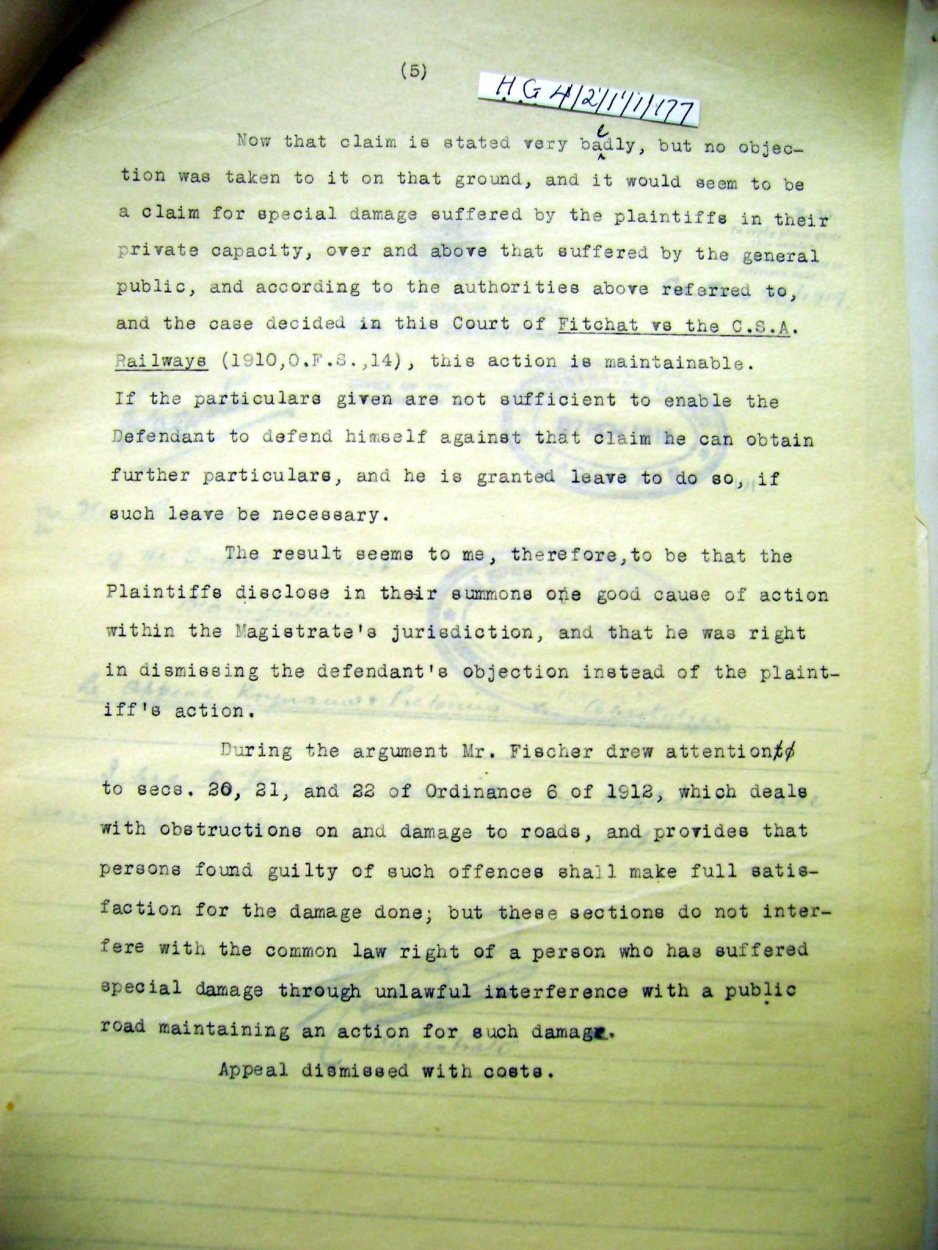 (5)
H G 4/2/1/1/177
Now that claim is stated very badly, but no objec-
tion was taken to it on that ground, and it would seem to be
a claim for special damage suffered by the plaintiffs in their
private capacity, over and above that suffered by the general
public, and according to the authorities above referred to,
and the case decided in this Court of Fitchat vs the C.S.A.
Railways (1910,O.F.S.,14), this action is maintainable.
If the particulars given are not sufficient to enable the
Defendant to defend himself against that claim he can obtain
further particulars, and he is granted leave to do so, if
such leave be necessary.
The result seems to me, therefore,to be that the
Plaintiffs disclose in their summons one good cause of action
within the Magistrate's jurisdiction, and that he was right
in dismissing the defendant's objection instead of the plaint-
iff's action.
During the argument Mr. Fischer drew attention
to secs. 20, 21, and 22 of Ordinance 6 of 1912, which deals
with obstructions on and damage to roads, and provides that
persons found guilty of such offences shall make full satis-
faction for the damage done; but these sections do not inter-
fere with the common law right of a person who has suffered
special damage through unlawful interference with a public
road maintaining an action for such damage.
Appeal dismissed with costs.